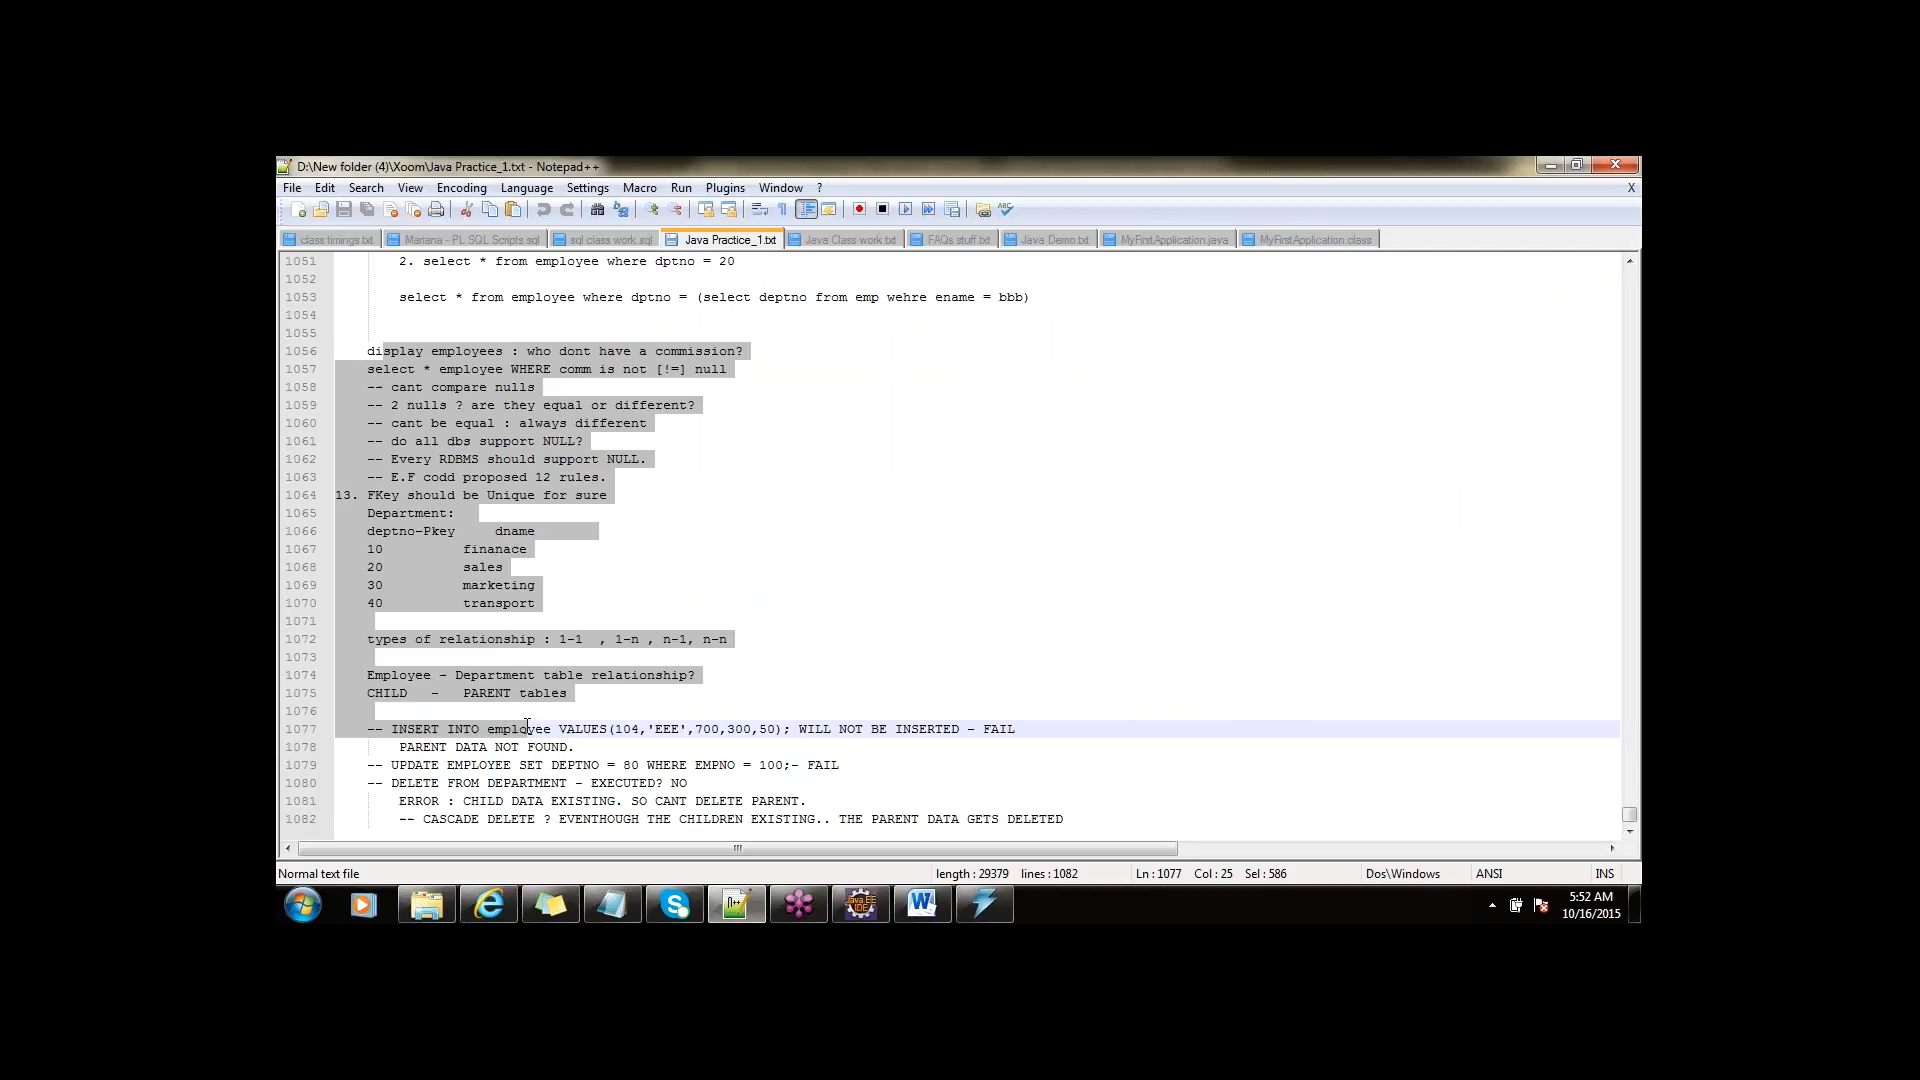 D:\New folder (4)\Xoom\Java Practice_1.txt - Notepad++
File Edit Search View Encoding Language Settings Macro Run Plugins Window ? X
class timings.txt Mariana - PL SQL Scripts.sql sql class work.sql Java Practice_1.txt Java Class work.txt FAQs stuff.txt Java Demo.txt MyFirstApplication.java MyFirstApplication.class
1051 2. select * from employee where dptno = 20
1052
1053 select * from employee where dptno = (select deptno from emp wehre ename = bbb)
1054
1055
1056 display employees : who dont have a commission?
1057 select * employee WHERE comm is not [!=] null
1058 -- cant compare nulls
1059 -- 2 nulls ? are they equal or different?
1060 -- cant be equal : always different
1061 -- do all dbs support NULL?
1062 -- Every RDBMS should support NULL.
1063 -- E.F codd proposed 12 rules.
1064 13. FKey should be Unique for sure
1065 Department:
1066 deptno-Pkey dname
1067 10 finanace
1068 20 sales
1069 30 marketing
1070 40 transport
1071
1072 types of relationship : 1-1 , 1-n , n-1, n-n
1073
1074 Employee - Department table relationship?
1075 CHILD - PARENT tables
1076
1077 -- INSERT INTO employee VALUES(104,'EEE',700,300,50); WILL NOT BE INSERTED - FAIL
1078 PARENT DATA NOT FOUND.
1079 -- UPDATE EMPLOYEE SET DEPTNO = 80 WHERE EMPNO = 100;- FAIL
1080 -- DELETE FROM DEPARTMENT - EXECUTED? NO
1081 ERROR : CHILD DATA EXISTING. SO CANT DELETE PARENT.
1082 -- CASCADE DELETE ? EVENTHOUGH THE CHILDREN EXISTING.. THE PARENT DATA GETS DELETED
Normal text file length : 29379 lines : 1082 Ln : 1077 Col : 25 Sel : 586 Dos\Windows ANSI INS
Java EE IDE
5:52 AM
10/16/2015